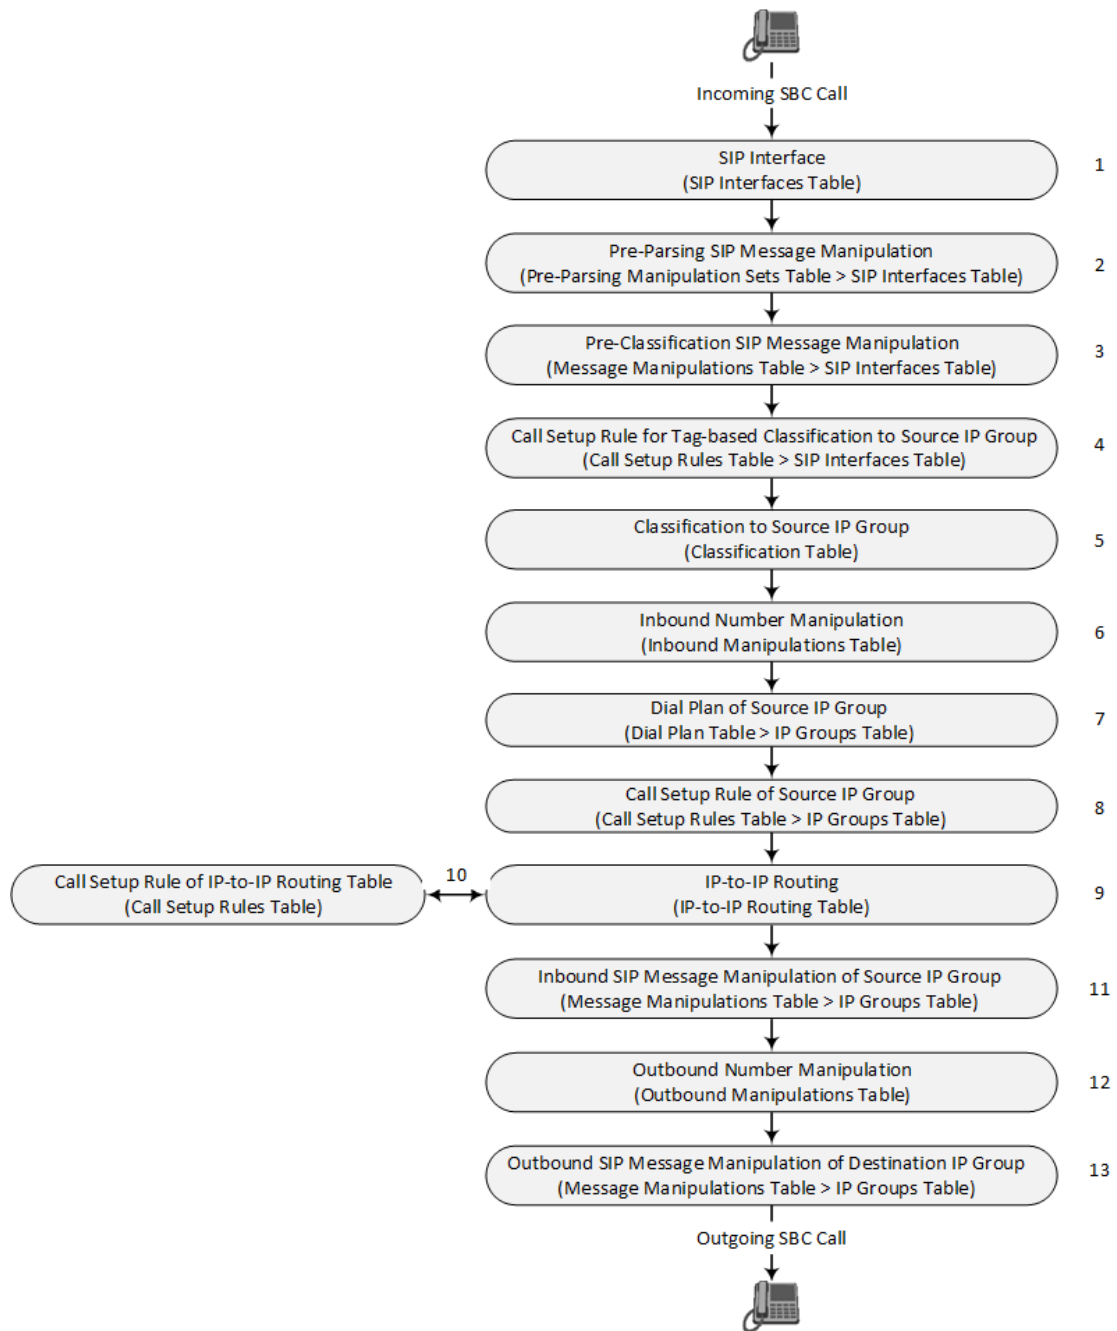 Incoming SBC Call
SIP Interface
(SIP Interfaces Table)
1
Pre-Parsing SIP Message Manipulation
(Pre-Parsing Manipulation Sets Table > SIP Interfaces Table)
2
Pre-Classification SIP Message Manipulation
(Message Manipulations Table > SIP Interfaces Table)
3
Call Setup Rule for Tag-based Classification to Source IP Group
(Call Setup Rules Table > SIP Interfaces Table)
4
Classification to Source IP Group
(Classification Table)
5
Inbound Number Manipulation
(Inbound Manipulations Table)
6
Dial Plan of Source IP Group
(Dial Plan Table > IP Groups Table)
7
Call Setup Rule of Source IP Group
(Call Setup Rules Table > IP Groups Table)
8
IP-to-IP Routing
(IP-to-IP Routing Table)
9
10
Call Setup Rule of IP-to-IP Routing Table
(Call Setup Rules Table)
Inbound SIP Message Manipulation of Source IP Group
(Message Manipulations Table > IP Groups Table)
11
Outbound Number Manipulation
(Outbound Manipulations Table)
12
Outbound SIP Message Manipulation of Destination IP Group
(Message Manipulations Table > IP Groups Table)
13
Outgoing SBC Call